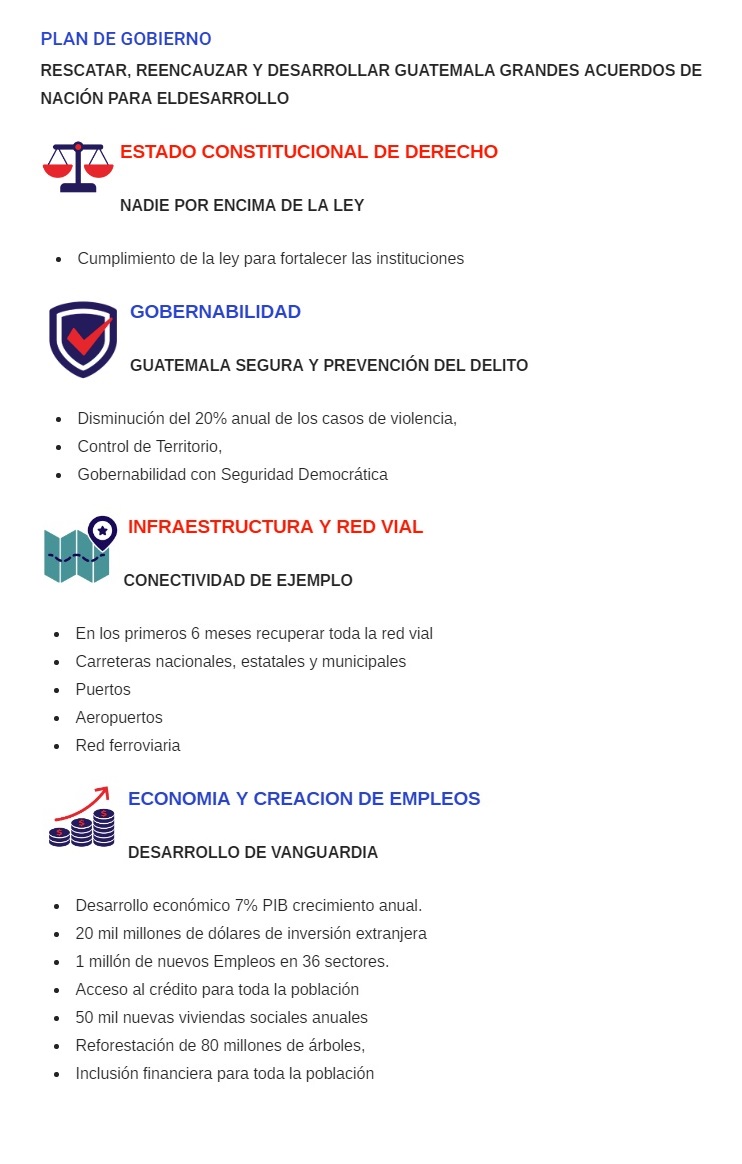 PLAN DE GOBIERNO
RESCATAR, REENCAUZAR Y DESARROLLAR GUATEMALA GRANDES ACUERDOS DE
NACIÓN PARA ELDESARROLLO
ESTADO CONSTITUCIONAL DE DERECHO
NADIE POR ENCIMA DE LA LEY
• Cumplimiento de la ley para fortalecer las instituciones
GOBERNABILIDAD
GUATEMALA SEGURA Y PREVENCIÓN DEL DELITO
• Disminución del 20% anual de los casos de violencia,
• Control de Territorio,
• Gobernabilidad con Seguridad Democrática
INFRAESTRUCTURA Y RED VIAL
CONECTIVIDAD DE EJEMPLO
• En los primeros 6 meses recuperar toda la red vial
• Carreteras nacionales, estatales y municipales
• Puertos
• Aeropuertos
• Red ferroviaria
ECONOMIA Y CREACION DE EMPLEOS
DESARROLLO DE VANGUARDIA
• Desarrollo económico 7% PIB crecimiento anual.
• 20 mil millones de dólares de inversión extranjera
• 1 millón de nuevos Empleos en 36 sectores.
• Acceso al crédito para toda la población
• 50 mil nuevas viviendas sociales anuales
• Reforestación de 80 millones de árboles,
• Inclusión financiera para toda la población